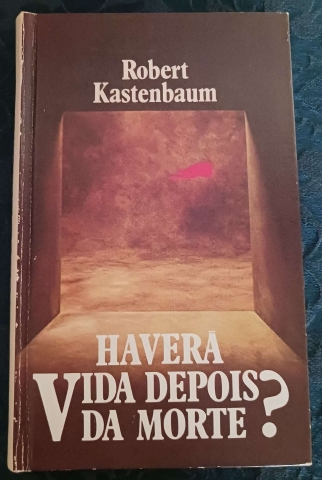 Robert
Kastenbaum
HAVERÁ
VIDA DEPOIS
DA MORTE?